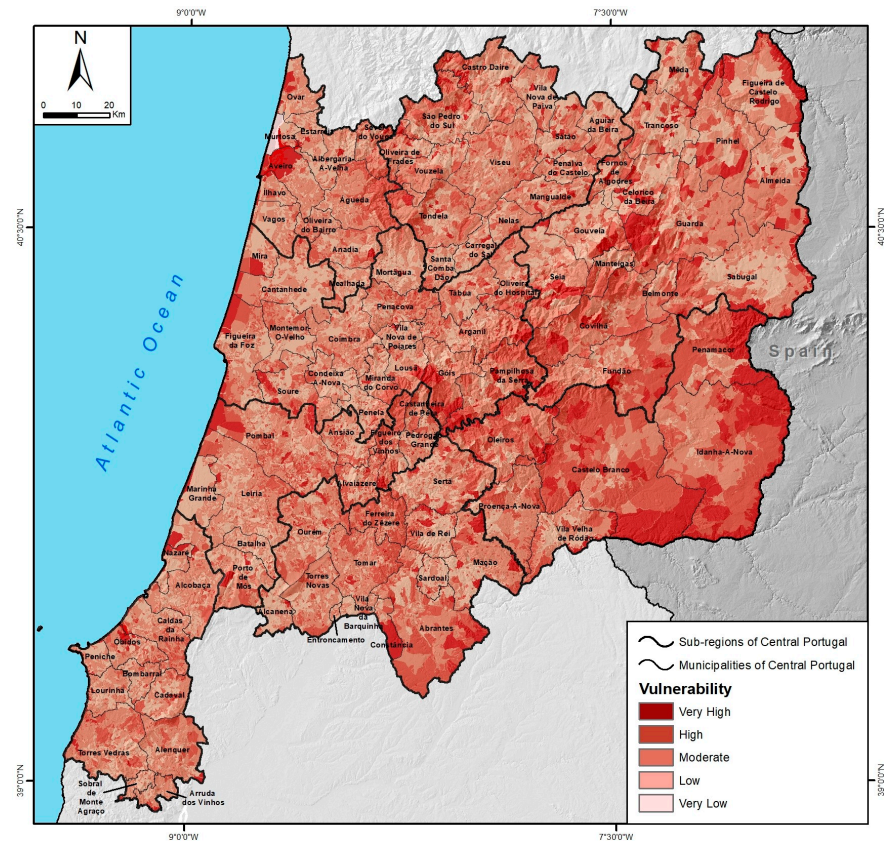 9°0'0"W
7°30'0"W
N
0 10 20
Km
40°30'0"N
40°30'0"N
39°0'0"N
39°0'0"N
9°0'0"W
7°30'0"W
Atlantic Ocean
Spain
Castro Daire
Mêda
Figueira de
Castelo
Rodrigo
Ovar
Vila
Nova de
Paiva
São Pedro
do Sul
Aguiar
da Beira
Trancoso
Murtosa
Estarreja
Sever
do Vouga
Sátão
Pinhel
Aveiro
Albergaria-
A-Velha
Oliveira de
Frades
Vouzela
Viseu
Penalva
do Castelo
Fornos
de
Algodres
Almeida
Ílhavo
Águeda
Mangualde
Celorico
da Beira
Vagos
Oliveira
do Bairro
Tondela
Nelas
Gouveia
Guarda
Mira
Anadia
Carregal
do Sal
Santa
Comba
Dão
Mortágua
Seia
Manteigas
Sabugal
Cantanhede
Mealhada
Tábua
Oliveira
do Hospital
Belmonte
Penacova
Figueira
da Foz
Montemor-
O-Velho
Coimbra
Vila
Nova de
Poiares
Arganil
Covilhã
Penamacor
Lousã
Góis
Pampilhosa
da Serra
Fundão
Soure
Condeixa
-A-Nova
Miranda
do Corvo
Penela
Castanheira
de Pêra
Pombal
Ansião
Figueiró
dos
Vinhos
Pedrógão
Grande
Oleiros
Castelo Branco
Idanha-A-Nova
Marinha
Grande
Leiria
Alvaiázere
Sertã
Proença-A-Nova
Ferreira
do Zêzere
Vila de Rei
Vila Velha
de Ródão
Ourém
Batalha
Nazaré
Porto
de
Mós
Tomar
Mação
Alcobaça
Torres
Novas
Sardoal
Alcanena
Vila
Nova
da
Barquinha
Entroncamento
Constância
Abrantes
Caldas
da
Rainha
Óbidos
Peniche
Bombarral
Lourinhã
Cadaval
Torres Vedras
Alenquer
Sobral
de
Monte
Agraço
Arruda
dos Vinhos
Sub-regions of Central Portugal
Municipalities of Central Portugal
Vulnerability
Very High
High
Moderate
Low
Very Low